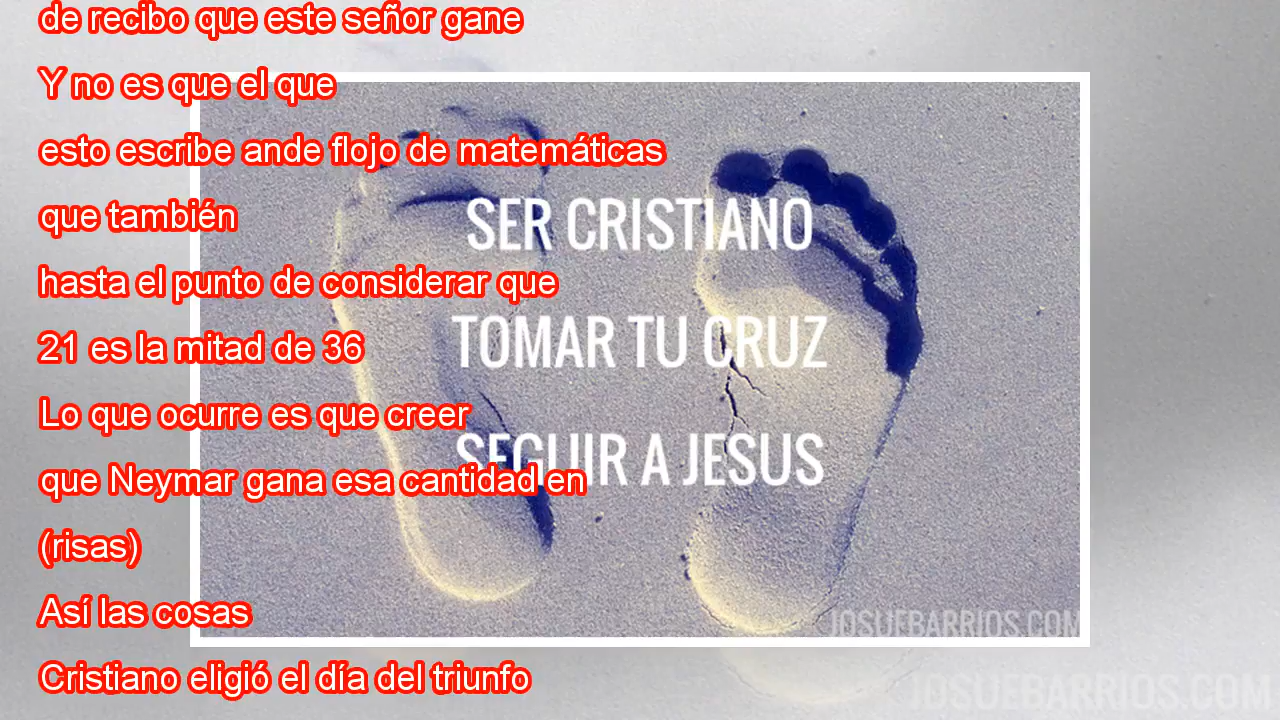 de recibo que este señor gane
Y no es que el que
esto escribe ande flojo de matemáticas
que también
hasta el punto de considerar que
21 es la mitad de 36
Lo que ocurre es que creer
que Neymar gana esa cantidad en
(risas)
Así las cosas
Cristiano eligió el día del triunfo
SER CRISTIANO
TOMAR TU CRUZ
SEGUIR A JESUS
JOSUEBARRIOS.COM
JOSUEBARRIOS.COM